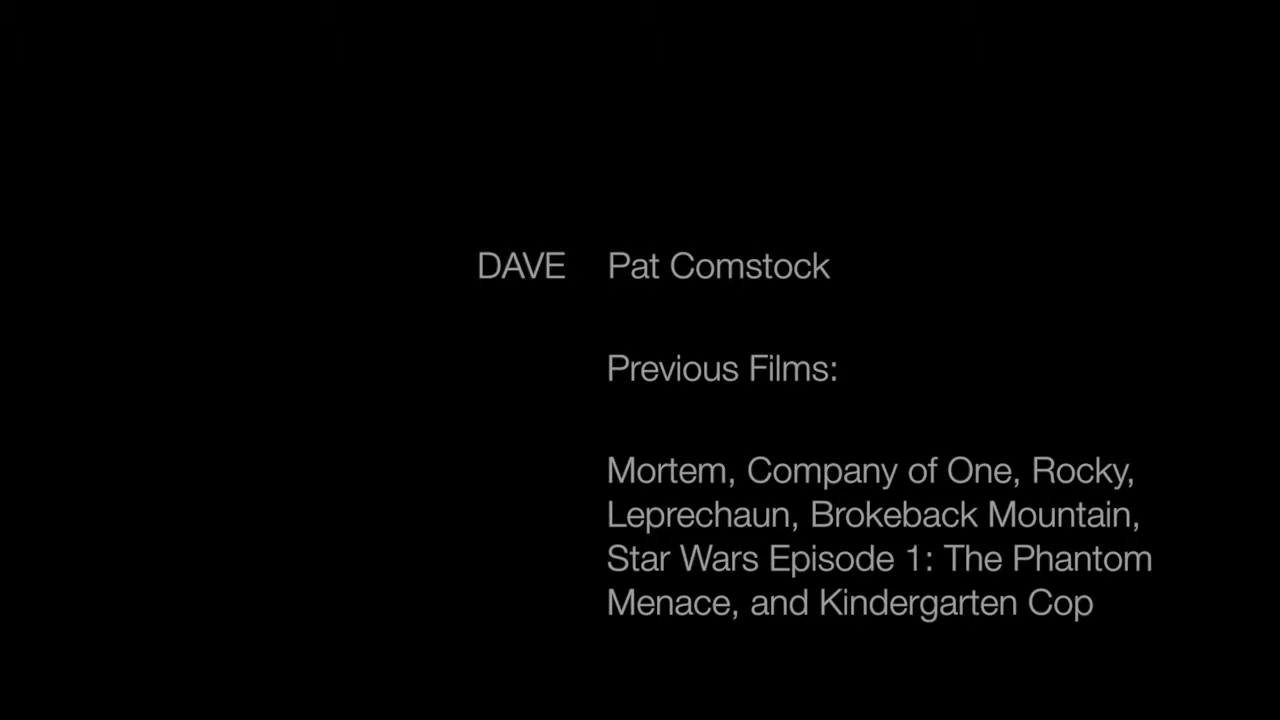 DAVE Pat Comstock
Previous Films:
Mortem, Company of One, Rocky,
Leprechaun, Brokeback Mountain,
Star Wars Episode 1: The Phantom
Menace, and Kindergarten Cop